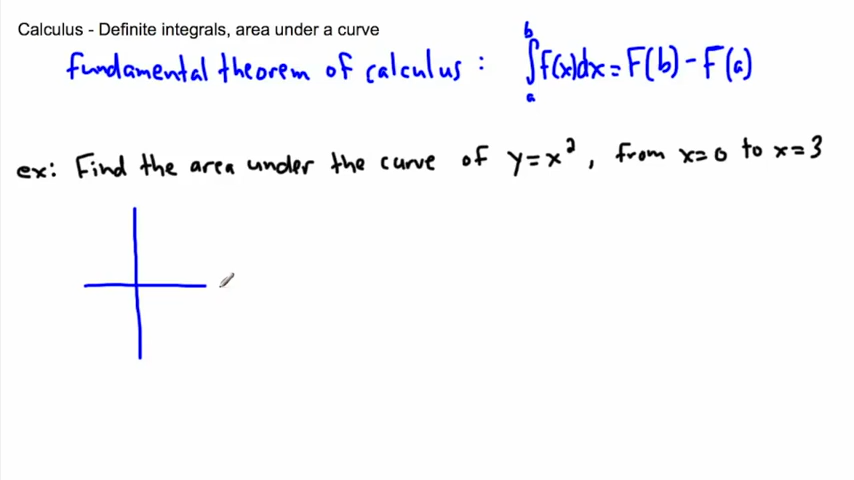 Calculus - Definite integrals, area under a curve
fundamental theorem of calculus : ∫ₐᵇ f(x)dx = F(b) - F(a)
ex: Find the area under the curve of y=x², from x=0 to x=3